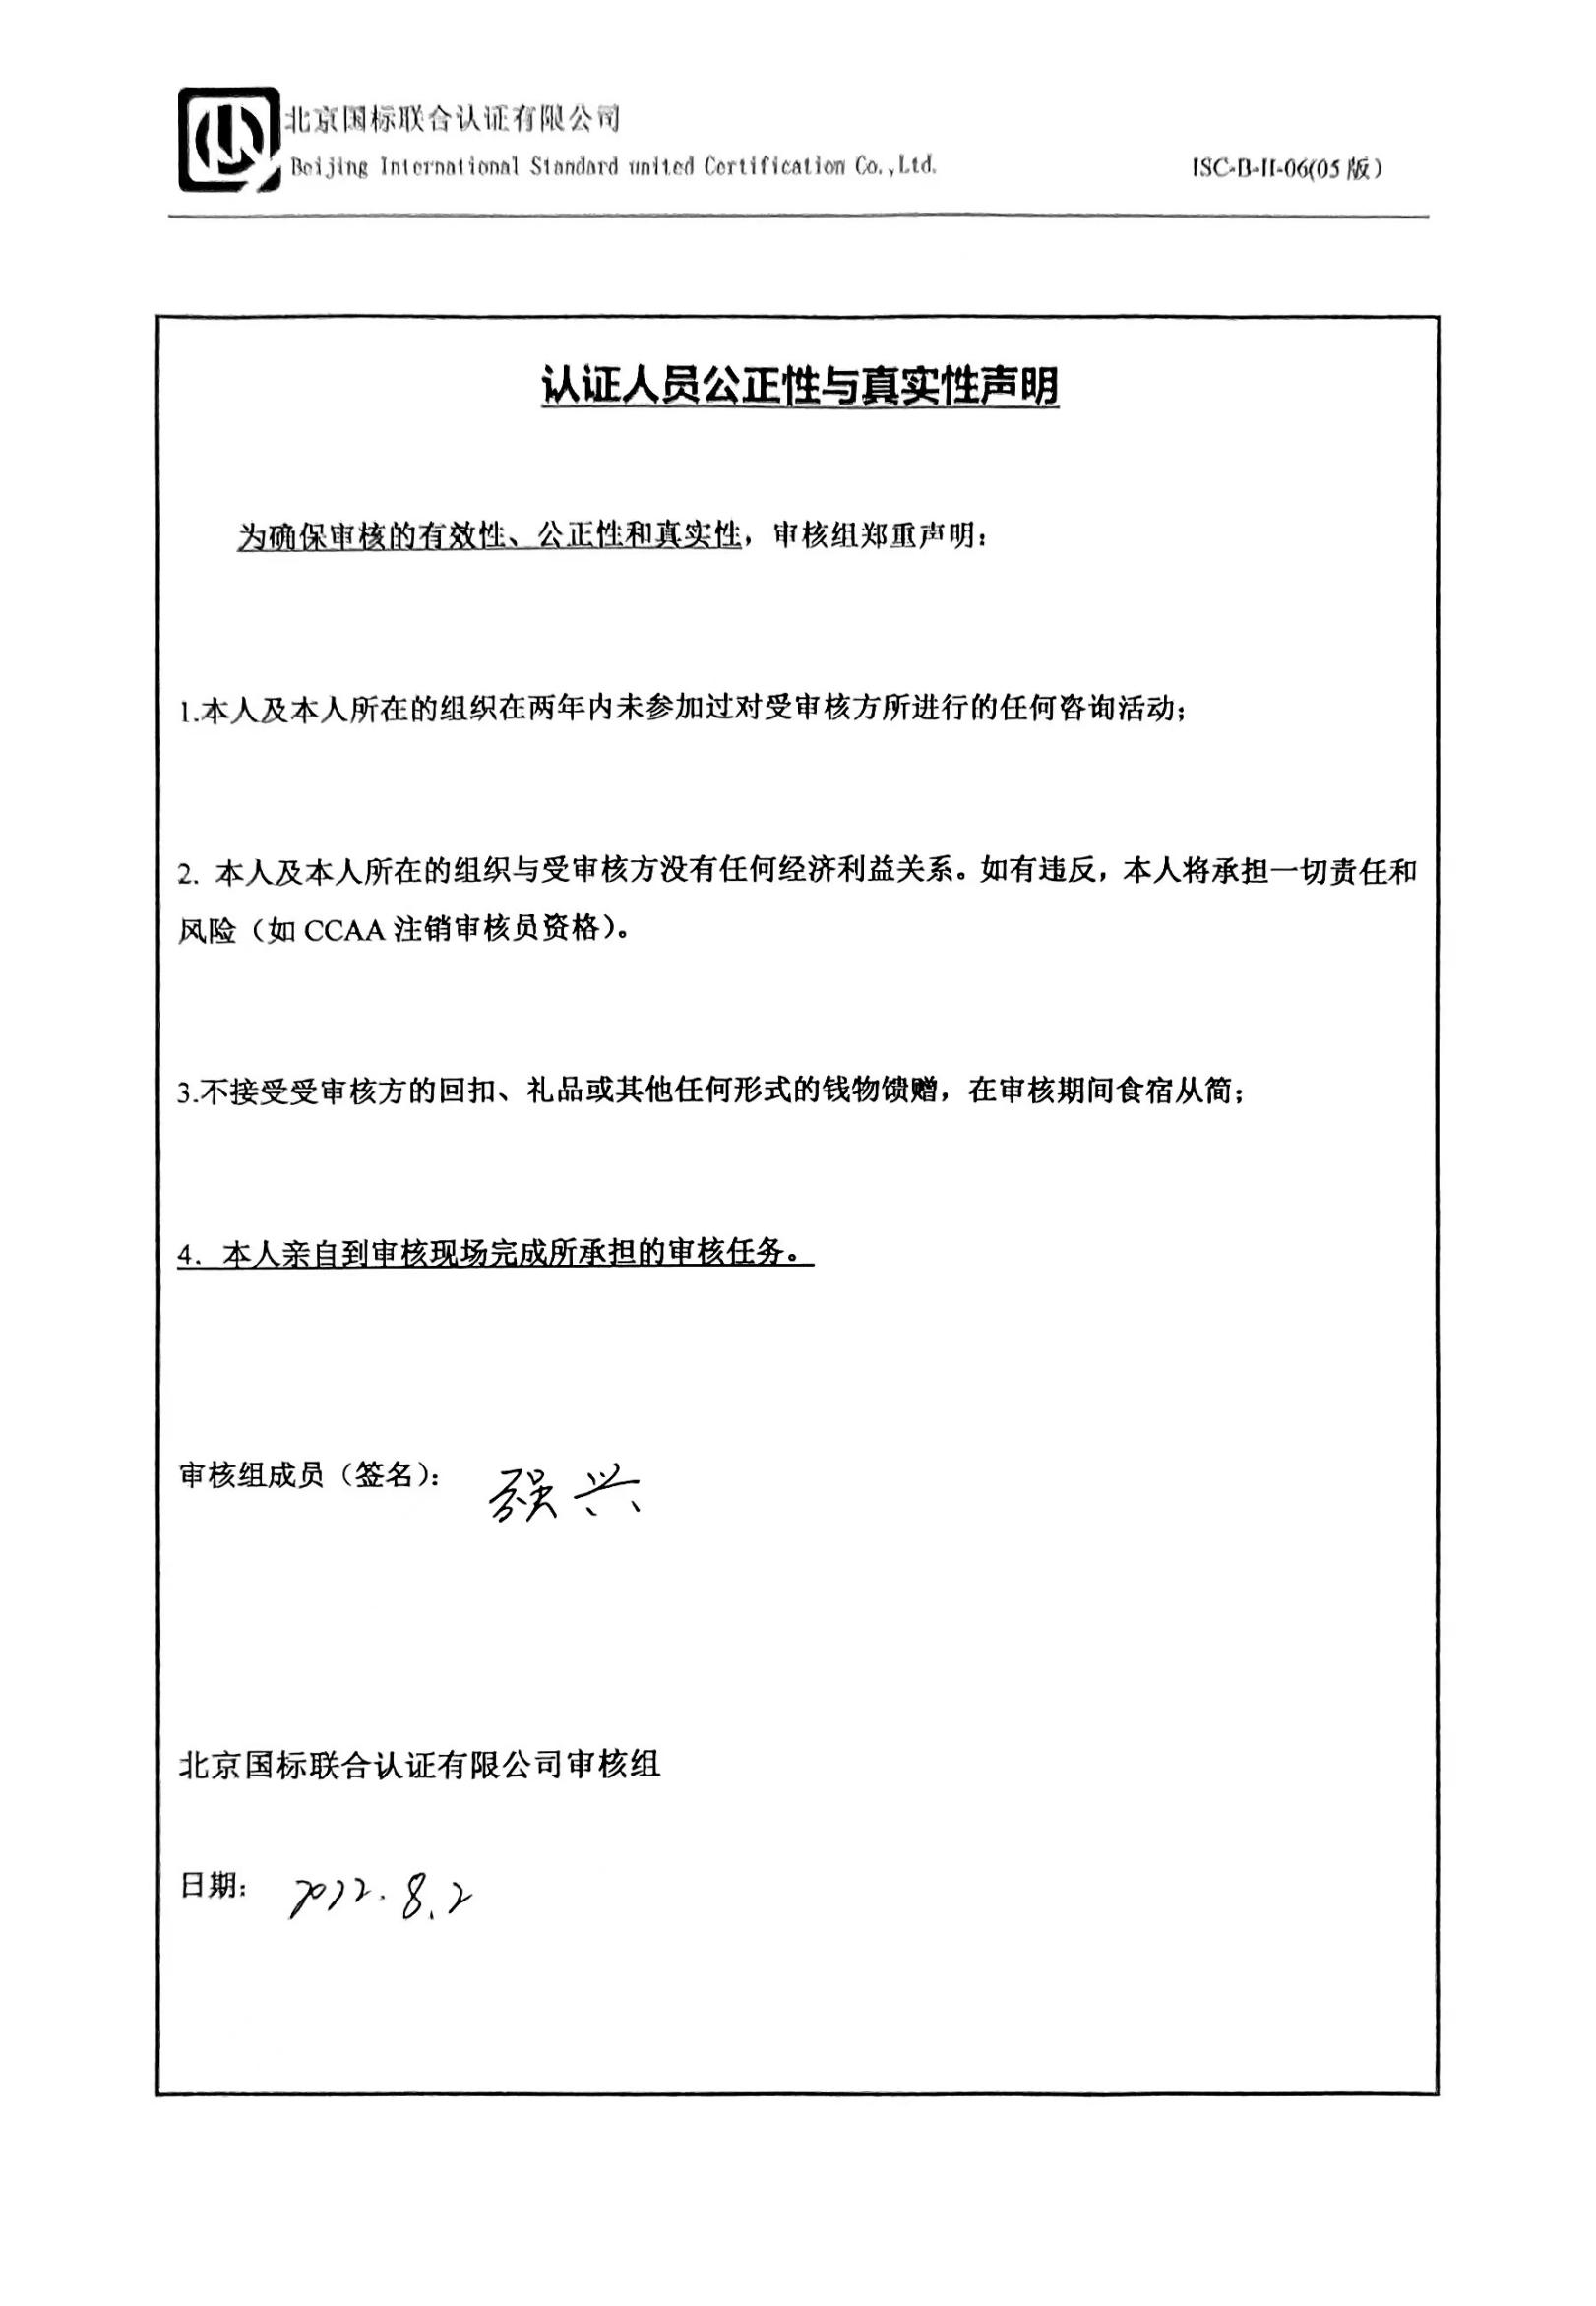 北京国标联合认证有限公司
Beijing International Standard united Certification Co.,Ltd.
ISC-B-II-06(05 版)
认证人员公正性与真实性声明
为确保审核的有效性、公正性和真实性，审核组郑重声明：
1.本人及本人所在的组织在两年内未参加过对受审核方所进行的任何咨询活动；
2. 本人及本人所在的组织与受审核方没有任何经济利益关系。如有违反，本人将承担一切责任和
风险（如 CCAA 注销审核员资格）。
3.不接受受审核方的回扣、礼品或其他任何形式的钱物馈赠，在审核期间食宿从简；
4. 本人亲自到审核现场完成所承担的审核任务。
审核组成员（签名）： 强兴
北京国标联合认证有限公司审核组
日期： 2022.8.2